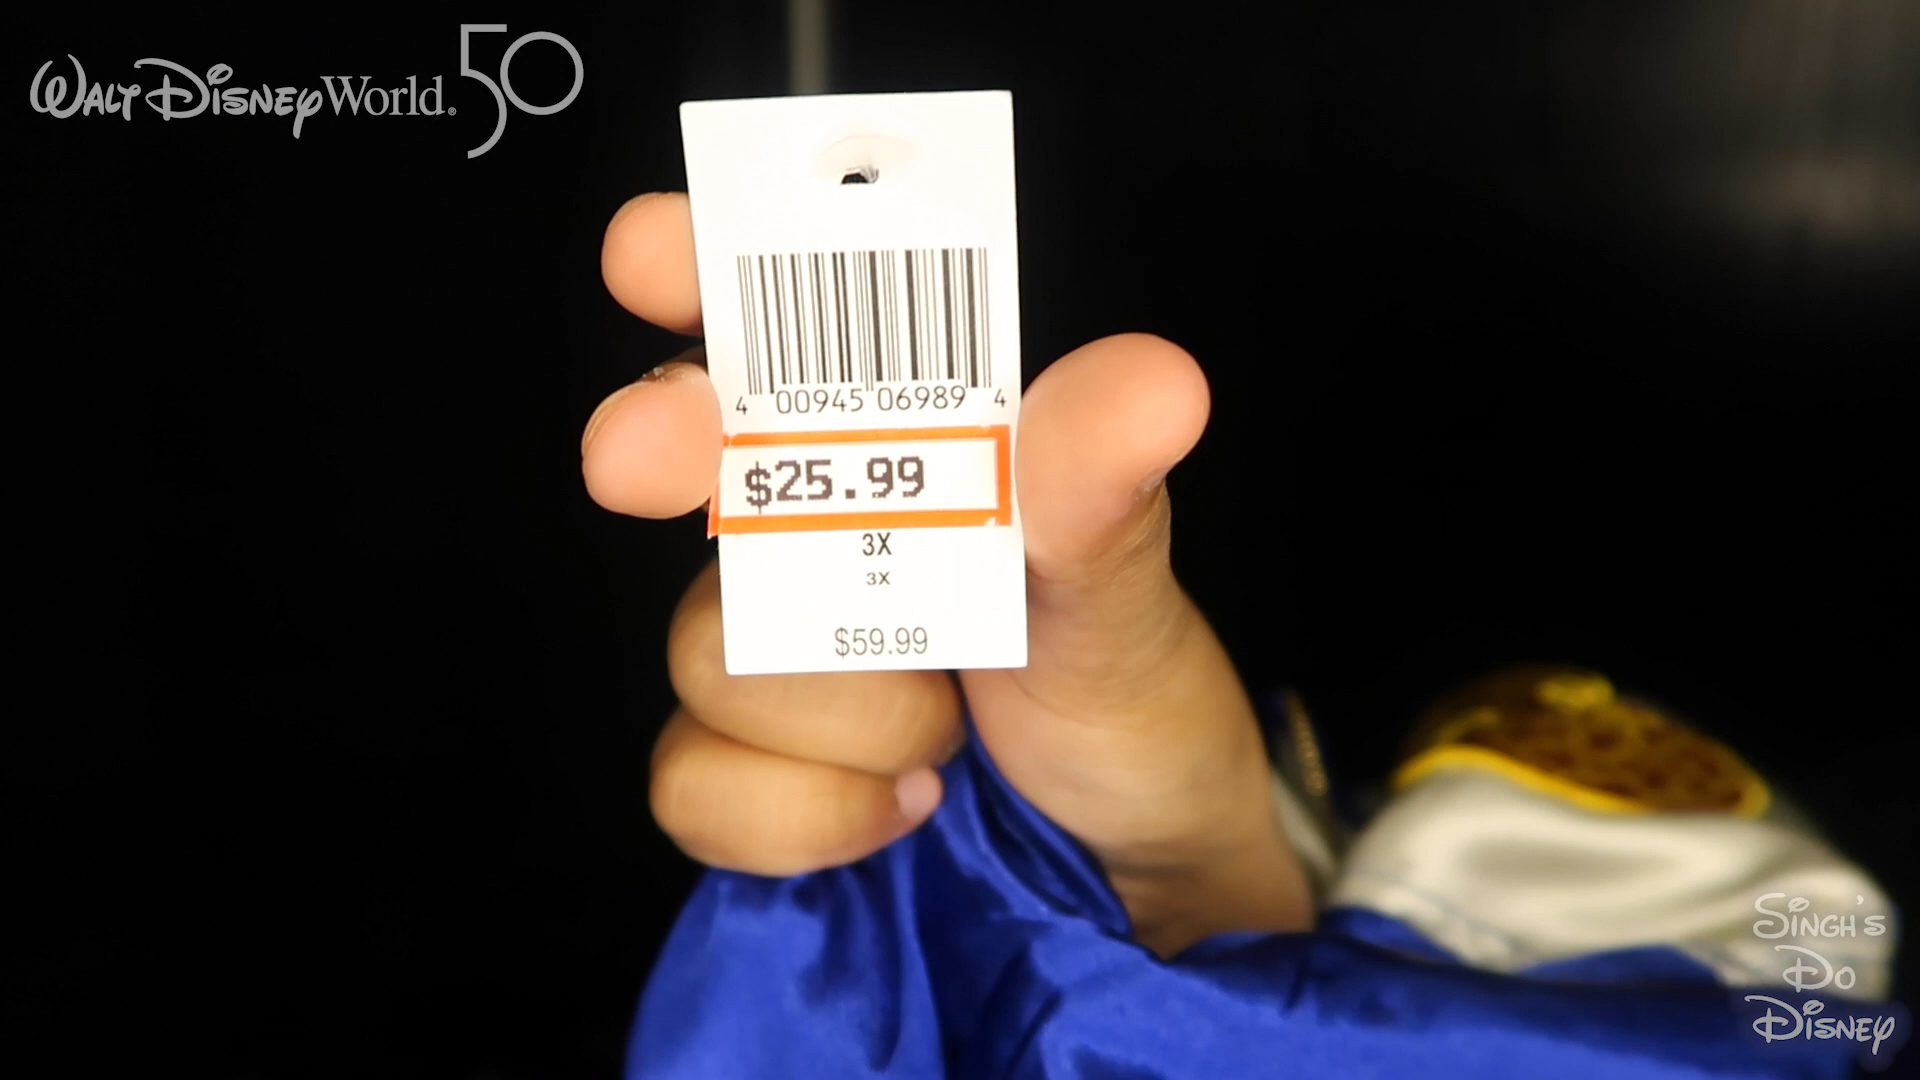 Walt Disney World. 50
4 00945 06989 4
$25.99
3X
3X
$59.99
Singh's
Do
Disney